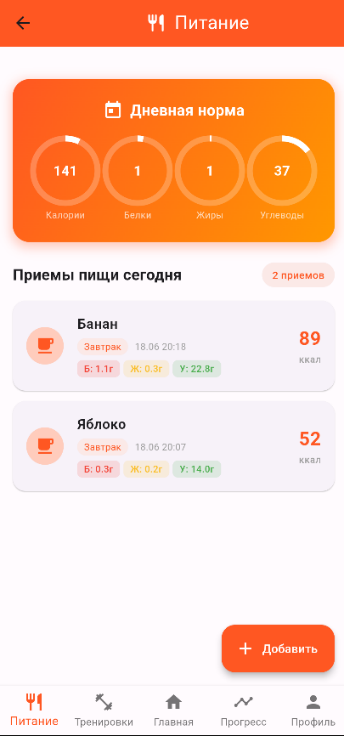 Питание
Дневная норма
141 1 1 37
Калории Белки Жиры Углеводы
Приемы пищи сегодня 2 приемов
Банан
Завтрак 18.06 20:18
Б: 1.1г Ж: 0.3г У: 22.8г
89
ккал
Яблоко
Завтрак 18.06 20:07
Б: 0.3г Ж: 0.2г У: 14.0г
52
ккал
+ Добавить
Питание Тренировки Главная Прогресс Профиль